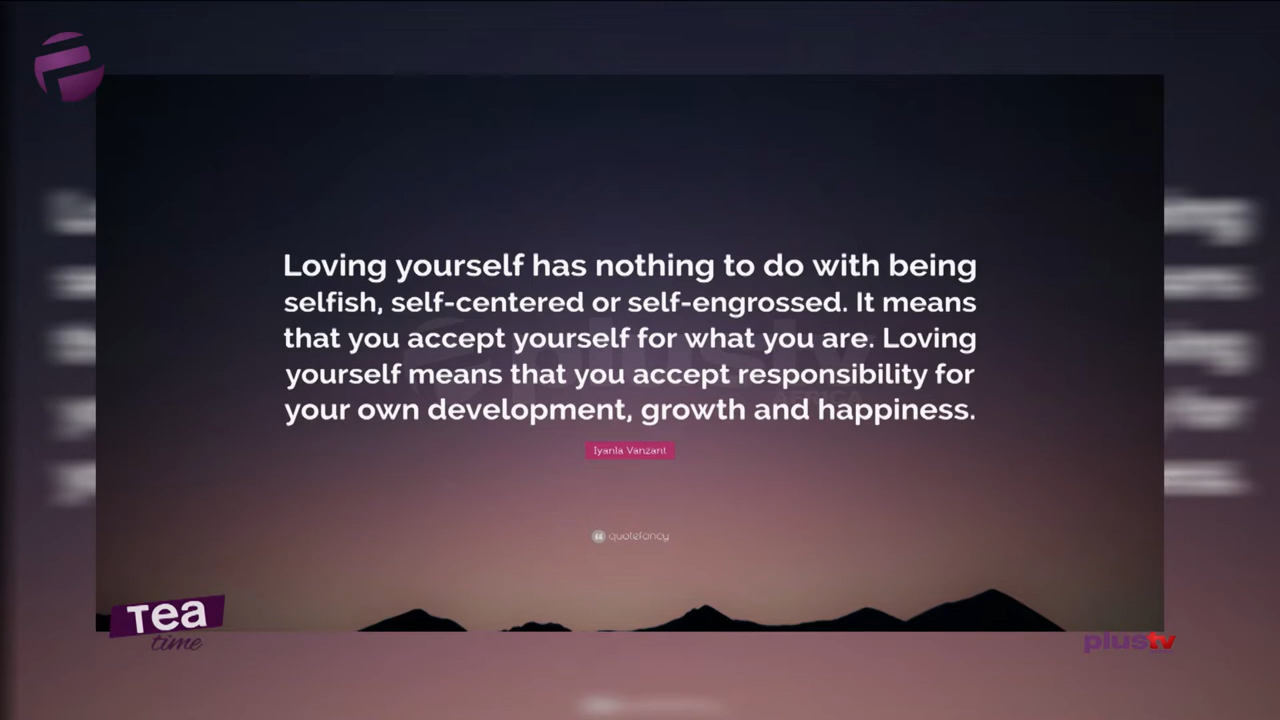 Loving yourself has nothing to do with being
selfish, self-centered or self-engrossed. It means
that you accept yourself for what you are. Loving
yourself means that you accept responsibility for
your own development, growth and happiness.
Iyanla Vanzant
quotefancy
Tea
time
plustv